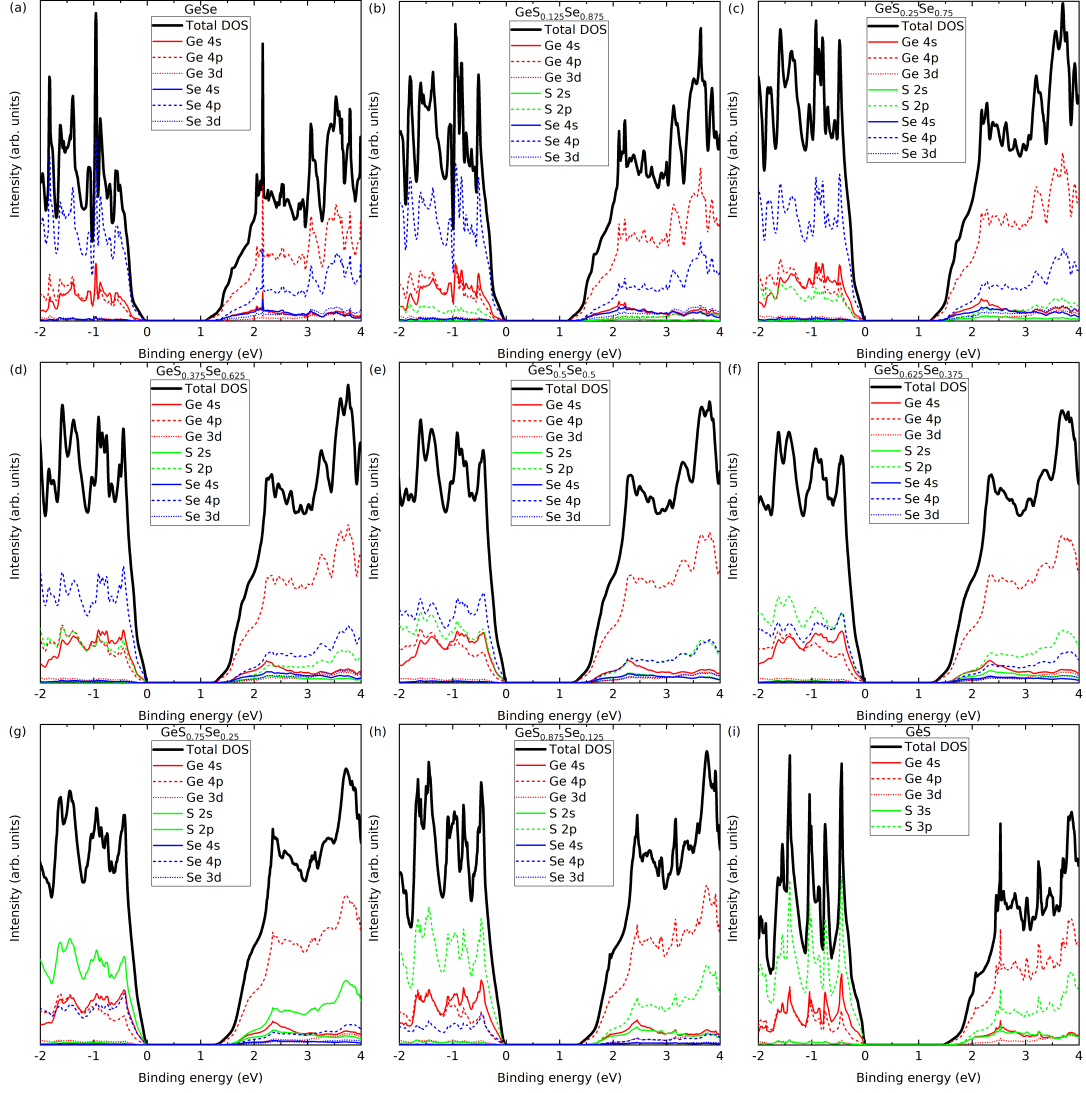 (a)
GeSe
Total DOS
Ge 4s
Ge 4p
Ge 3d
Se 4s
Se 4p
Se 3d
Intensity (arb. units)
-2 -1 0 1 2 3 4
Binding energy (eV)
(b)
GeS0.125Se0.875
Total DOS
Ge 4s
Ge 4p
Ge 3d
S 2s
S 2p
Se 4s
Se 4p
Se 3d
Intensity (arb. units)
-2 -1 0 1 2 3 4
Binding energy (eV)
(c)
GeS0.25Se0.75
Total DOS
Ge 4s
Ge 4p
Ge 3d
S 2s
S 2p
Se 4s
Se 4p
Se 3d
Intensity (arb. units)
-2 -1 0 1 2 3 4
Binding energy (eV)
(d)
GeS0.375Se0.625
Total DOS
Ge 4s
Ge 4p
Ge 3d
S 2s
S 2p
Se 4s
Se 4p
Se 3d
Intensity (arb. units)
-2 -1 0 1 2 3 4
Binding energy (eV)
(e)
GeS0.5Se0.5
Total DOS
Ge 4s
Ge 4p
Ge 3d
S 2s
S 2p
Se 4s
Se 4p
Se 3d
Intensity (arb. units)
-2 -1 0 1 2 3 4
Binding energy (eV)
(f)
GeS0.625Se0.375
Total DOS
Ge 4s
Ge 4p
Ge 3d
S 2s
S 2p
Se 4s
Se 4p
Se 3d
Intensity (arb. units)
-2 -1 0 1 2 3 4
Binding energy (eV)
(g)
GeS0.75Se0.25
Total DOS
Ge 4s
Ge 4p
Ge 3d
S 2s
S 2p
Se 4s
Se 4p
Se 3d
Intensity (arb. units)
-2 -1 0 1 2 3 4
Binding energy (eV)
(h)
GeS0.875Se0.125
Total DOS
Ge 4s
Ge 4p
Ge 3d
S 2s
S 2p
Se 4s
Se 4p
Se 3d
Intensity (arb. units)
-2 -1 0 1 2 3 4
Binding energy (eV)
(i)
GeS
Total DOS
Ge 4s
Ge 4p
Ge 3d
S 3s
S 3p
Intensity (arb. units)
-2 -1 0 1 2 3 4
Binding energy (eV)